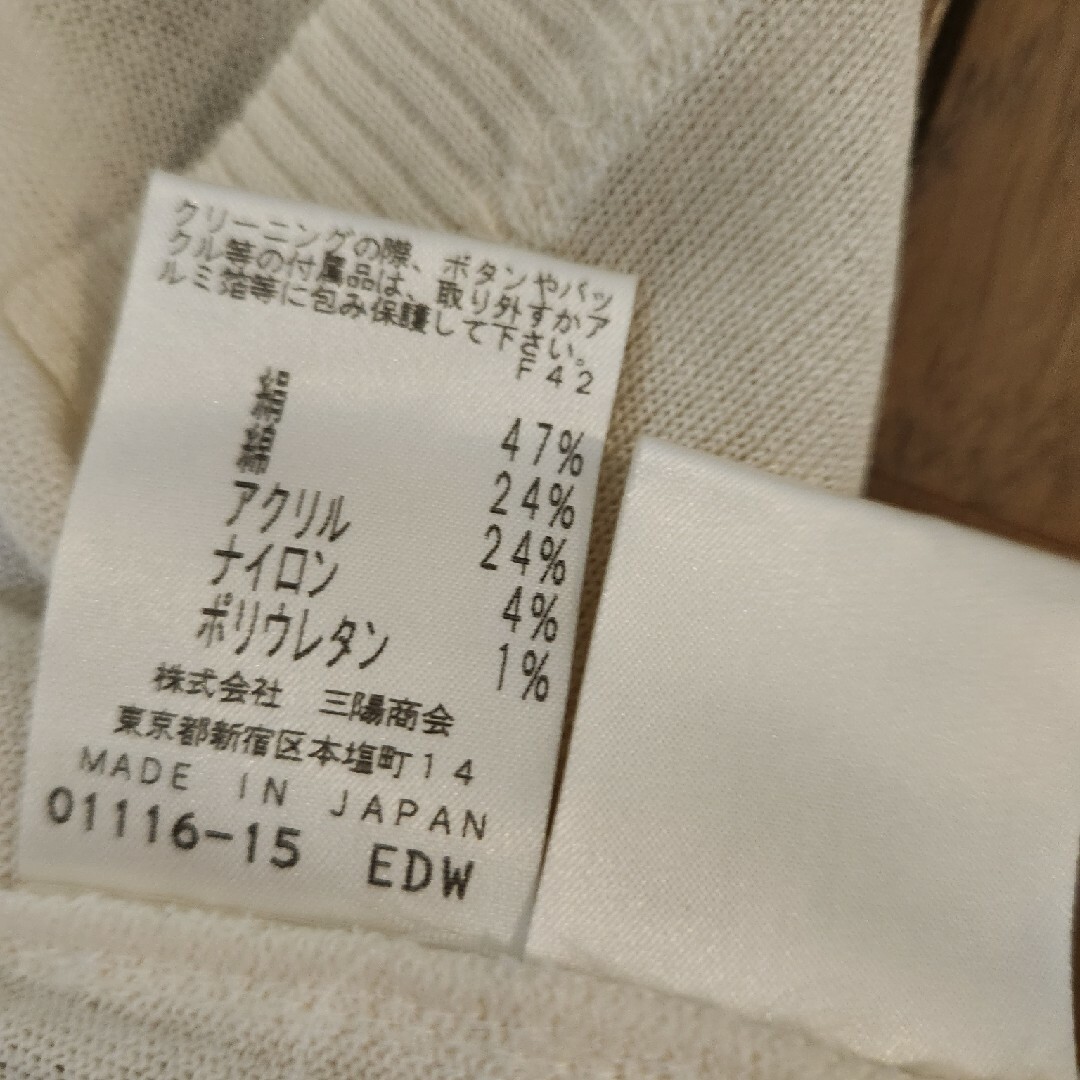 クリーニングの際、ボタンやバッ
クル等の付属品は、取り外すかア
ルミ箔等に包み保護して下さい。
F42
絹 47%
綿 24%
アクリル 24%
ナイロン 4%
ポリウレタン 1%
株式会社 三陽商会
東京都新宿区本塩町14
MADE IN JAPAN
01116-15 EDW